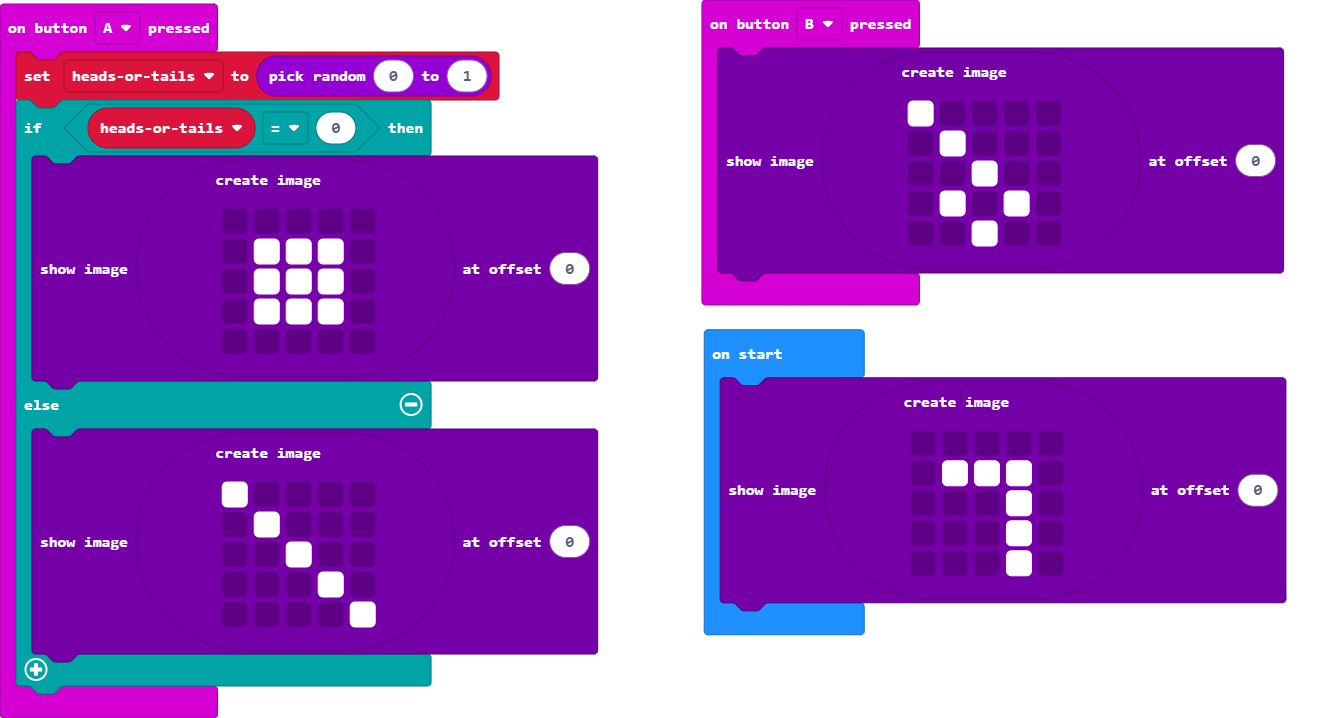 on button A pressed
set heads-or-tails to pick random 0 to 1
if heads-or-tails = 0 then
create image
show image at offset 0
else
create image
show image at offset 0
on button B pressed
create image
show image at offset 0
on start
create image
show image at offset 0